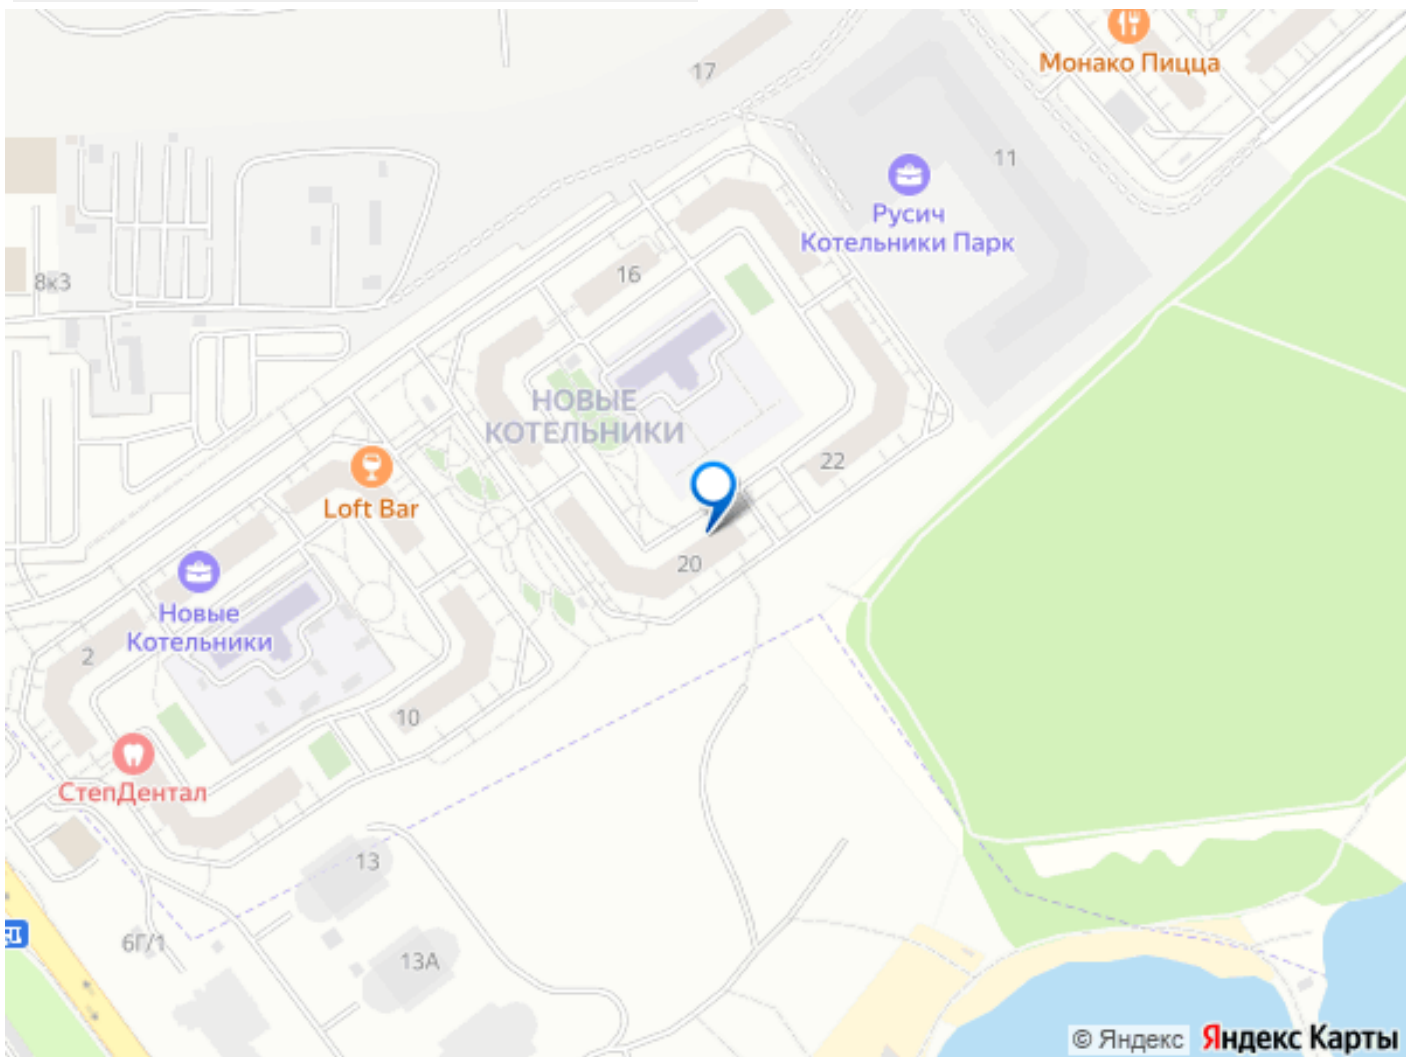 Монако Пицца
17
11
Русич
Котельники Парк
16
8к3
НОВЫЕ
КОТЕЛЬНИКИ
22
Loft Bar
20
Новые
Котельники
2
10
СтепДентал
13
6Г/1
13А
© Яндекс Яндекс Карты